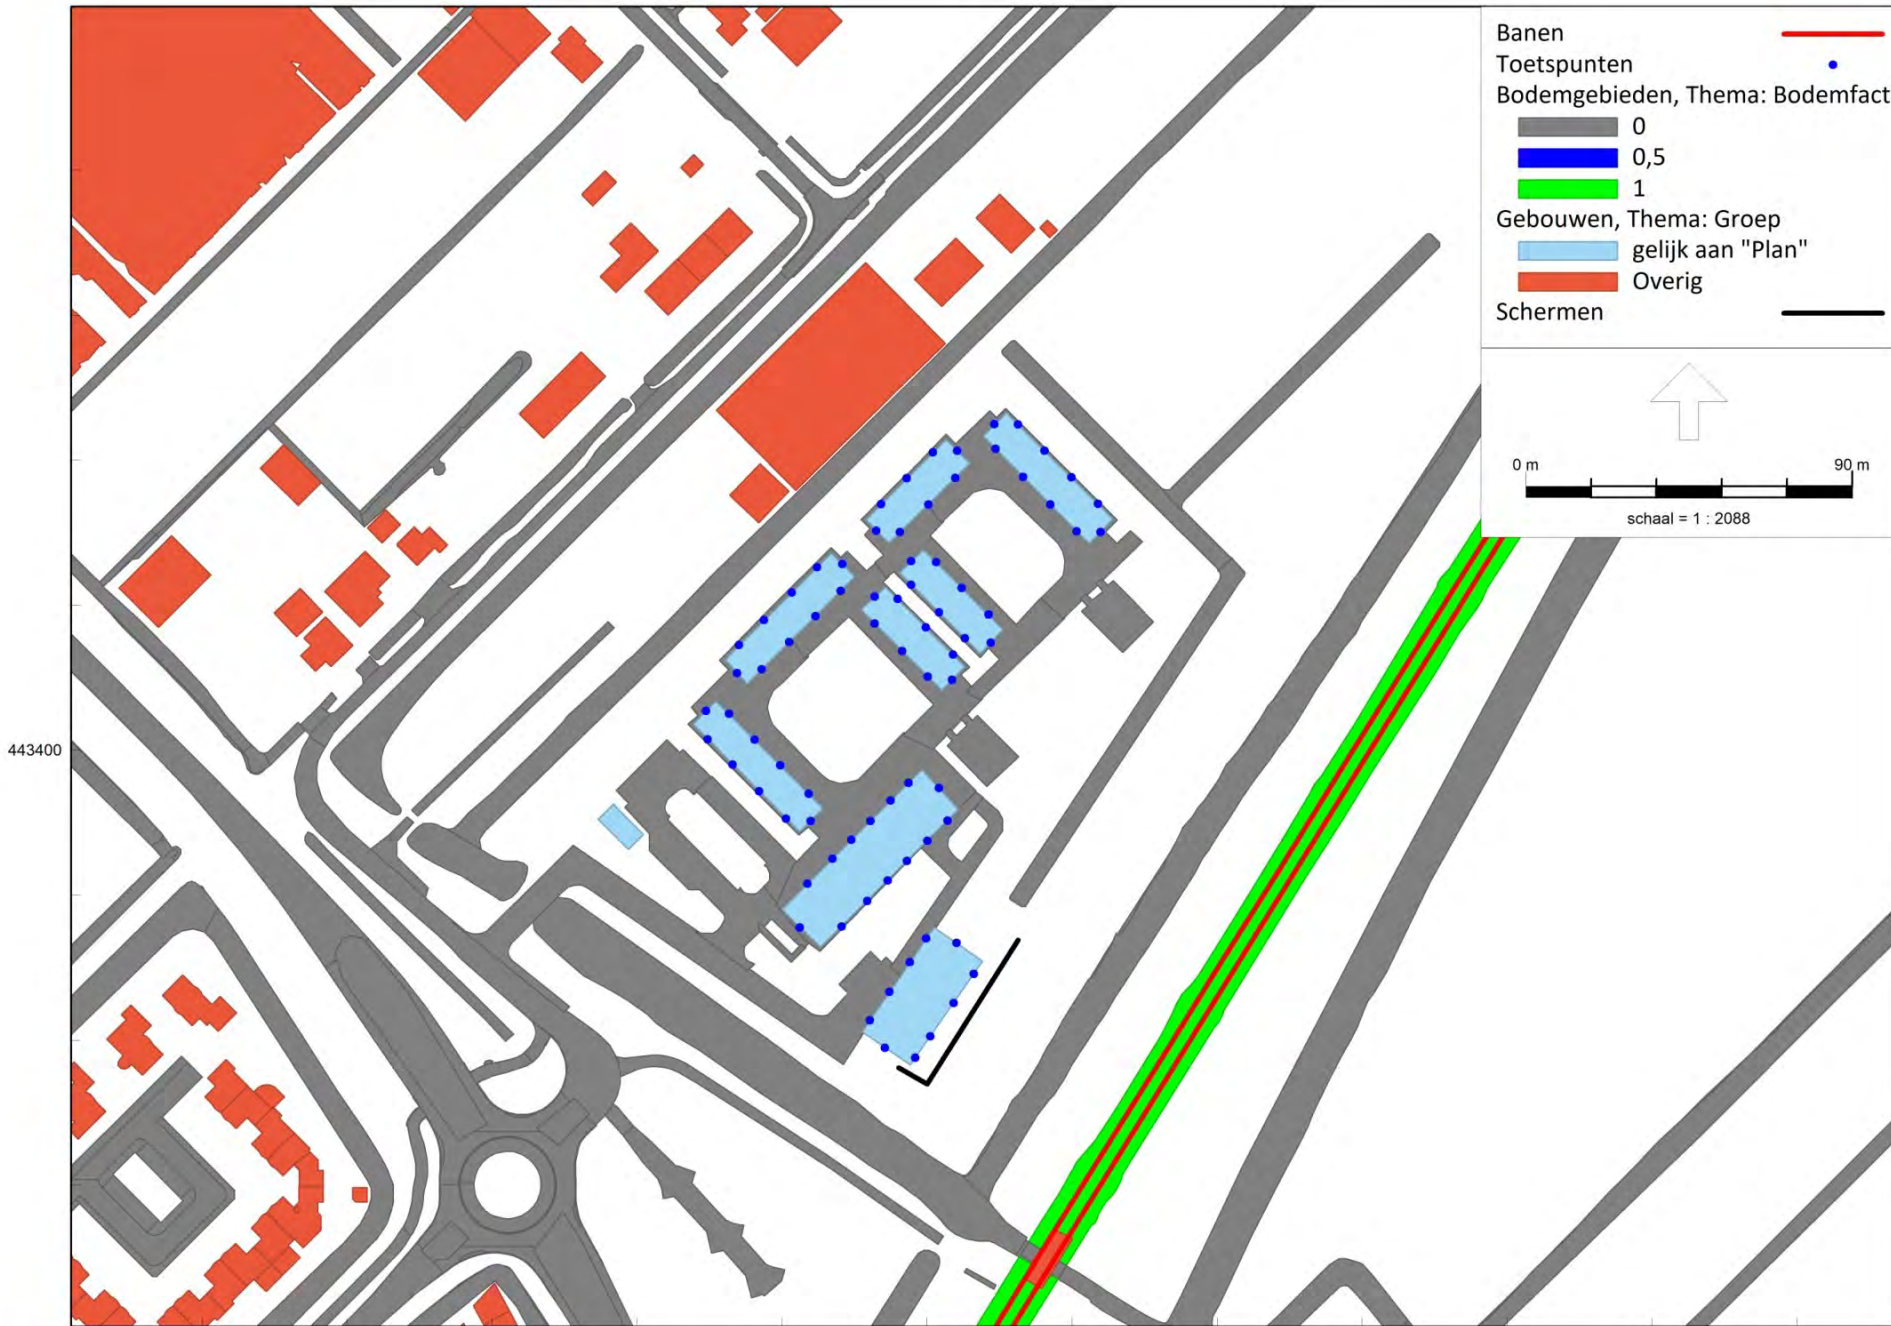 Banen
Toetspunten
Bodemgebieden, Thema: Bodemfact
0
0,5
1
Gebouwen, Thema: Groep
gelijk aan "Plan"
Overig
Schermen
0 m 90 m
schaal = 1 : 2088
443400